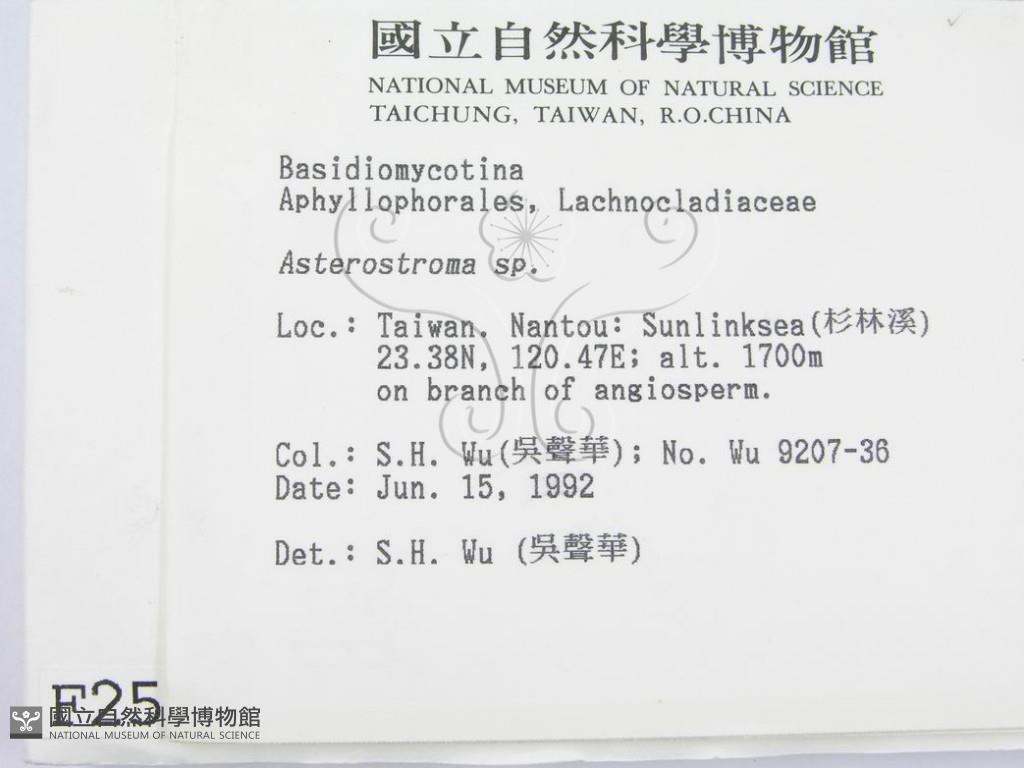 國立自然科學博物館
NATIONAL MUSEUM OF NATURAL SCIENCE
TAICHUNG, TAIWAN, R.O.CHINA
Basidiomycotina
Aphyllophorales, Lachnocladiaceae
Asterostroma sp.
Loc.: Taiwan. Nantou: Sunlinksea(杉林溪)
23.38N, 120.47E; alt. 1700m
on branch of angiosperm.
Col.: S.H. Wu(吳聲華); No. Wu 9207-36
Date: Jun. 15, 1992
Det.: S.H. Wu (吳聲華)
F25
國立自然科學博物館
NATIONAL MUSEUM OF NATURAL SCIENCE